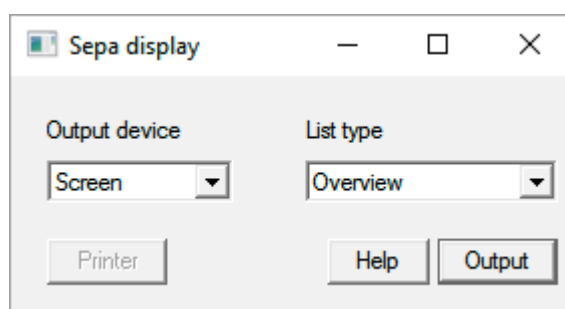 Sepa display
Output device List type
Screen Overview
Printer Help Output